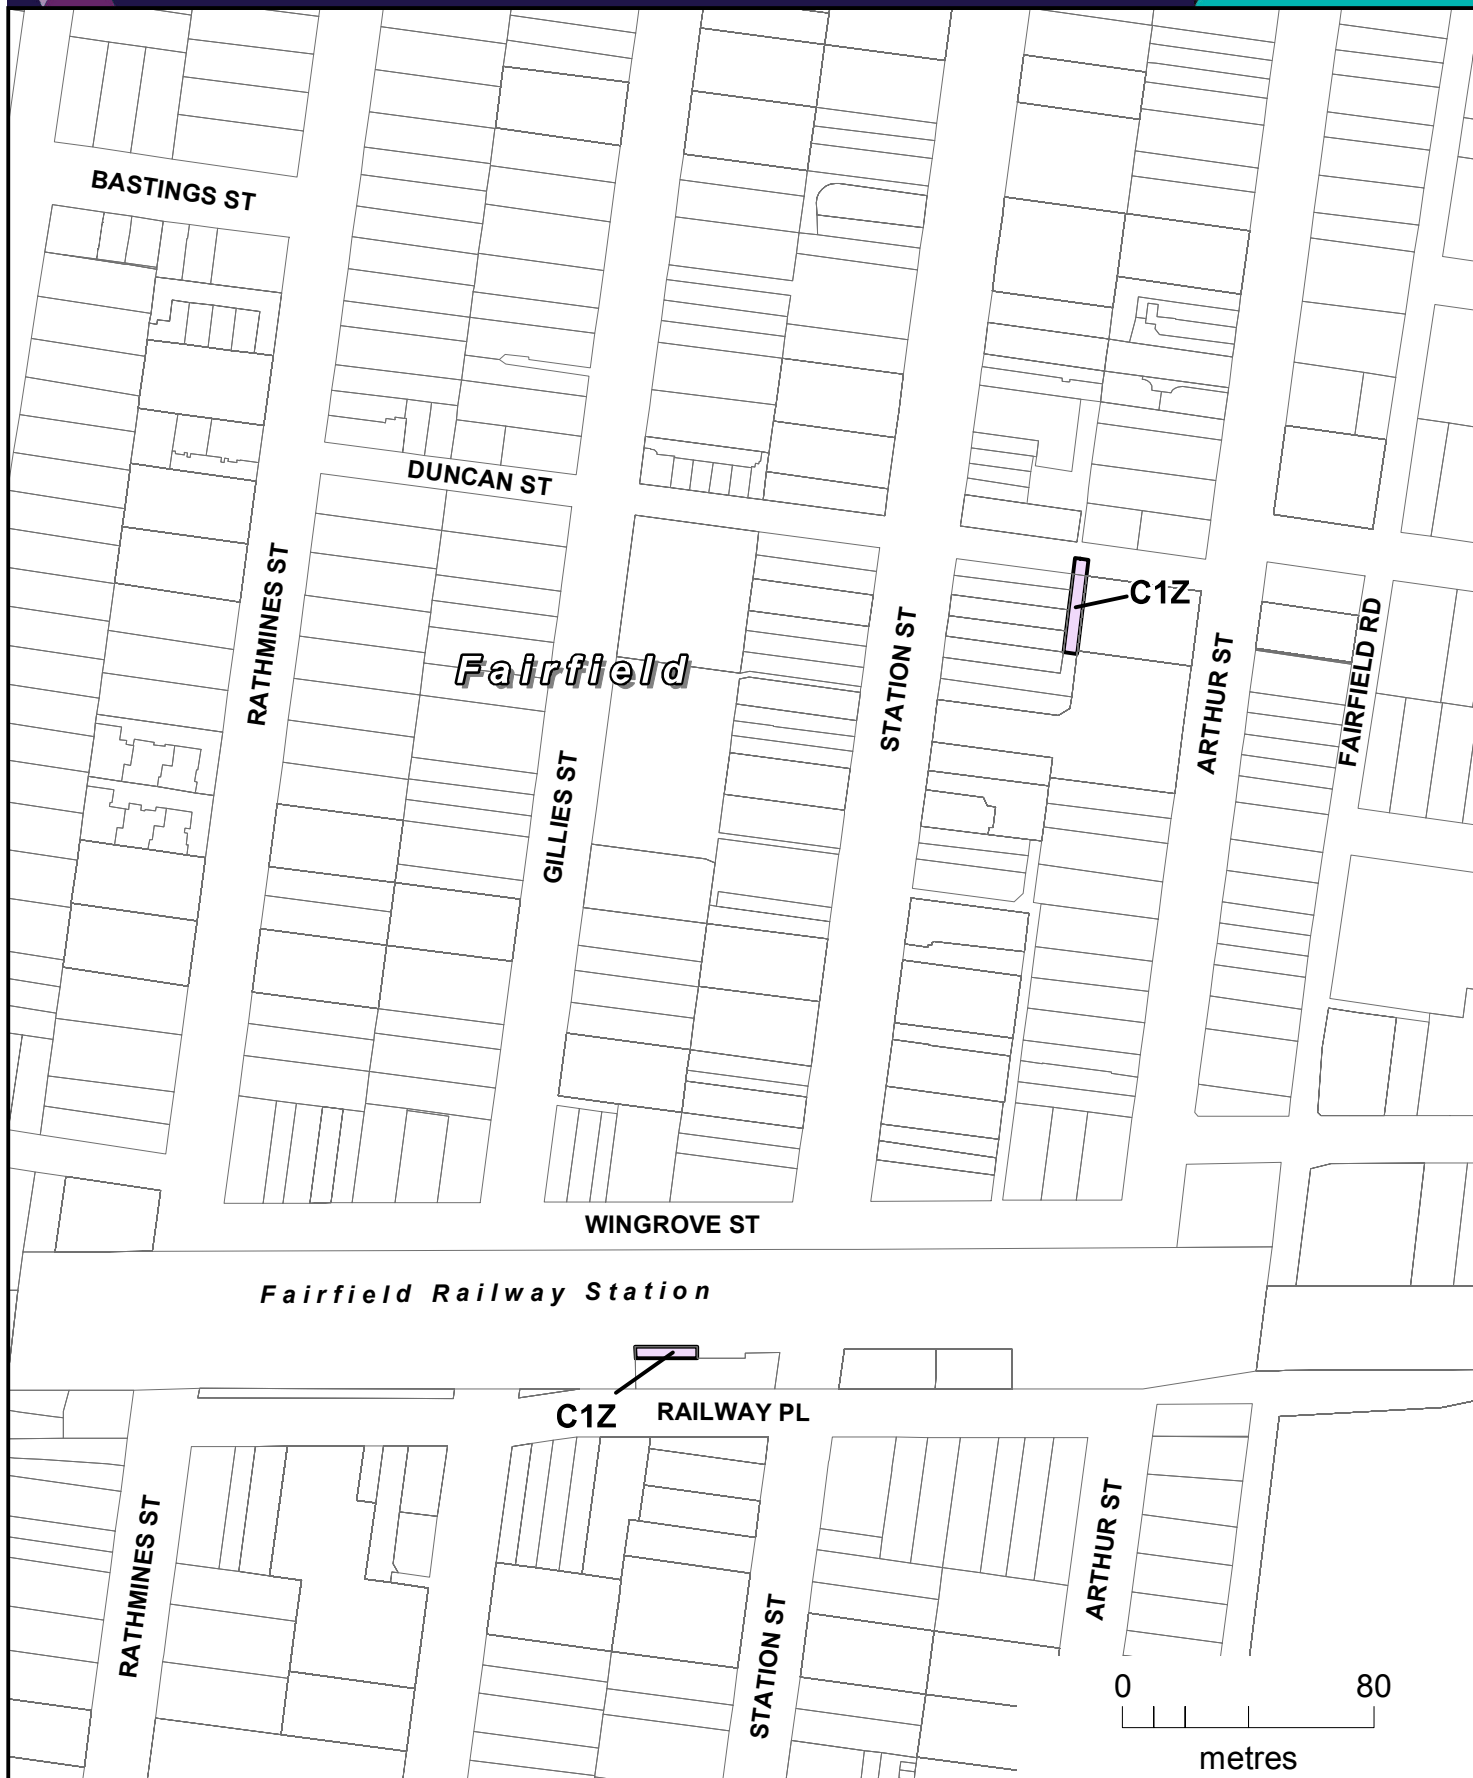 BASTINGS ST
DUNCAN ST
RATHMINES ST
C1Z
Fairfield
STATION ST
ARTHUR ST
FAIRFIELD RD
GILLIES ST
WINGROVE ST
Fairfield Railway Station
C1Z
RAILWAY PL
RATHMINES ST
STATION ST
ARTHUR ST
0 80
metres